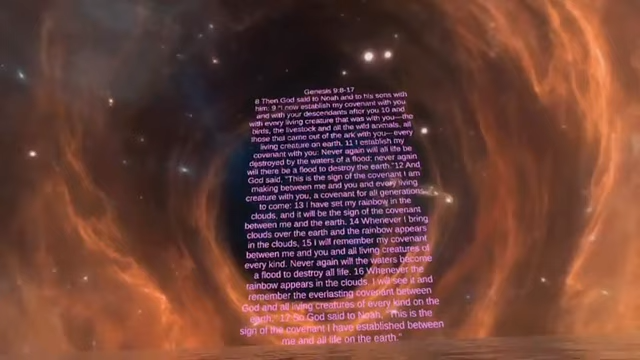 Genesis 9:8-17
8 Then God said to Noah and to his sons with
him: 9 "I now establish my covenant with you
and with your descendants after you 10 and
with every living creature that was with you—the
birds, the livestock and all the wild animals, all
those that came out of the ark with you—every
living creature on earth. 11 I establish my
covenant with you: Never again will all life be
destroyed by the waters of a flood; never again
will there be a flood to destroy the earth."12 And
God said, "This is the sign of the covenant I am
making between me and you and every living
creature with you, a covenant for all generations
to come: 13 I have set my rainbow in the
clouds, and it will be the sign of the covenant
between me and the earth. 14 Whenever I bring
clouds over the earth and the rainbow appears
in the clouds, 15 I will remember my covenant
between me and you and all living creatures of
every kind. Never again will the waters become
a flood to destroy all life. 16 Whenever the
rainbow appears in the clouds, I will see it and
remember the everlasting covenant between
God and all living creatures of every kind on the
earth." 17 So God said to Noah, "This is the
sign of the covenant I have established between
me and all life on the earth."